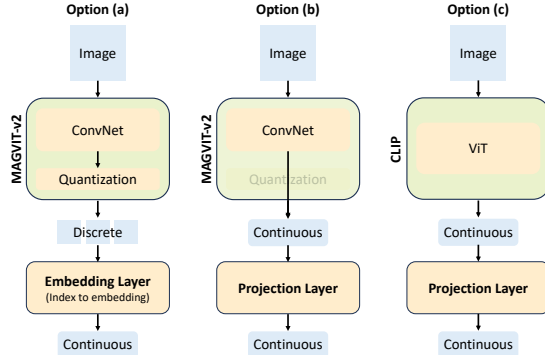 Option (a)
Image
MAGVIT-v2
ConvNet
Quantization
Discrete
Embedding Layer
(Index to embedding)
Continuous
Option (b)
Image
MAGVIT-v2
ConvNet
Quantization
Continuous
Projection Layer
Continuous
Option (c)
Image
CLIP
ViT
Continuous
Projection Layer
Continuous